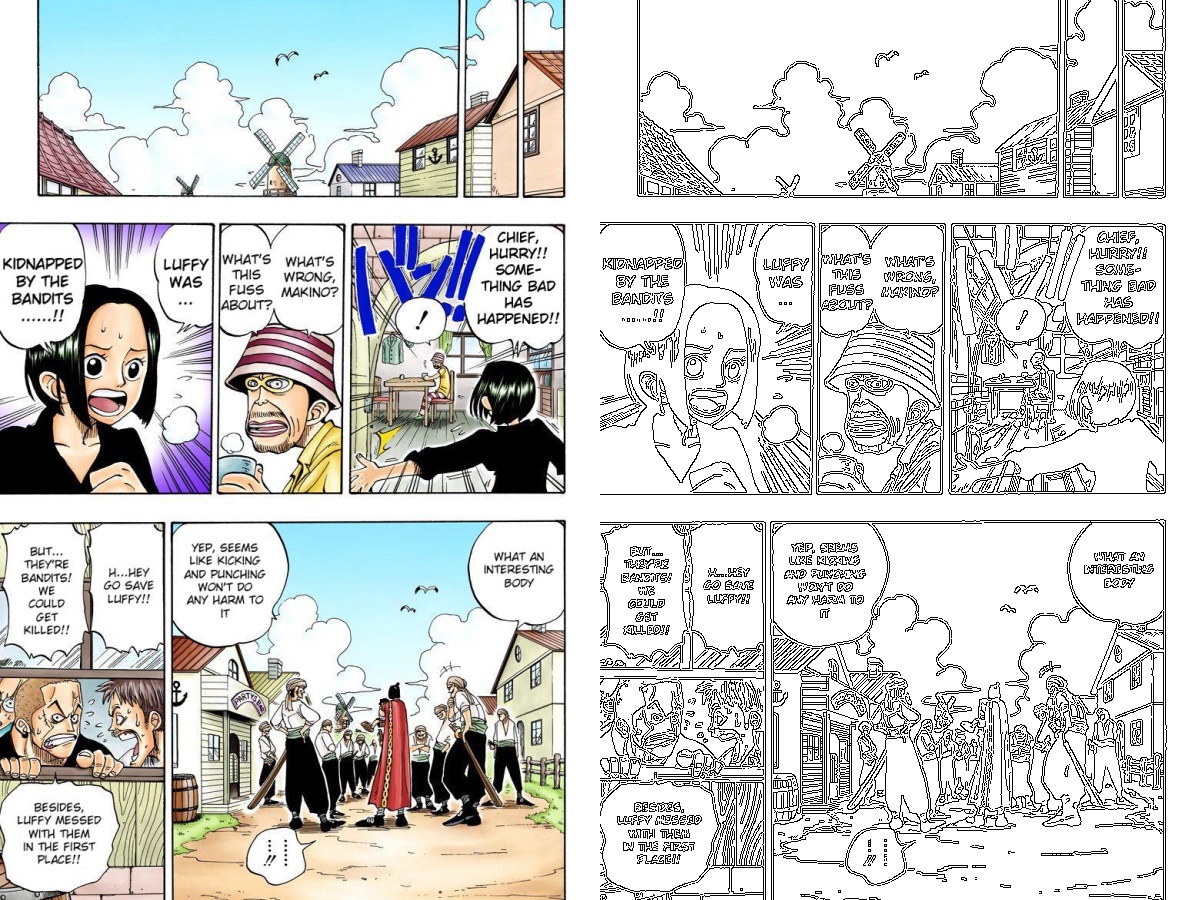 CHIEF,
HURRY!!
SOME-
THING BAD
HAS
HAPPENED!!
!
WHAT'S
WRONG,
MAKINO?
WHAT'S
THIS
FUSS
ABOUT?
LUFFY
WAS
...
KIDNAPPED
BY THE
BANDITS
......!!
WHAT AN
INTERESTING
BODY
YEP, SEEMS
LIKE KICKING
AND PUNCHING
WON'T DO
ANY HARM TO
IT
......!!
H...HEY
GO SAVE
LUFFY!!
BUT...
THEY'RE
BANDITS!
WE
COULD
GET
KILLED!!
BESIDES,
LUFFY MESSED
WITH THEM
IN THE FIRST
PLACE!!
CHIEF,
HURRY!!
SOME-
THING BAD
HAS
HAPPENED!!
!
WHAT'S
WRONG,
MAKINO?
WHAT'S
THIS
FUSS
ABOUT?
LUFFY
WAS
...
KIDNAPPED
BY THE
BANDITS
......!!
WHAT AN
INTERESTING
BODY
YEP, SEEMS
LIKE KICKING
AND PUNCHING
WON'T DO
ANY HARM TO
IT
......!!
H...HEY
GO SAVE
LUFFY!!
BUT...
THEY'RE
BANDITS!
WE
COULD
GET
KILLED!!
BESIDES,
LUFFY MESSED
WITH THEM
IN THE FIRST
PLACE!!